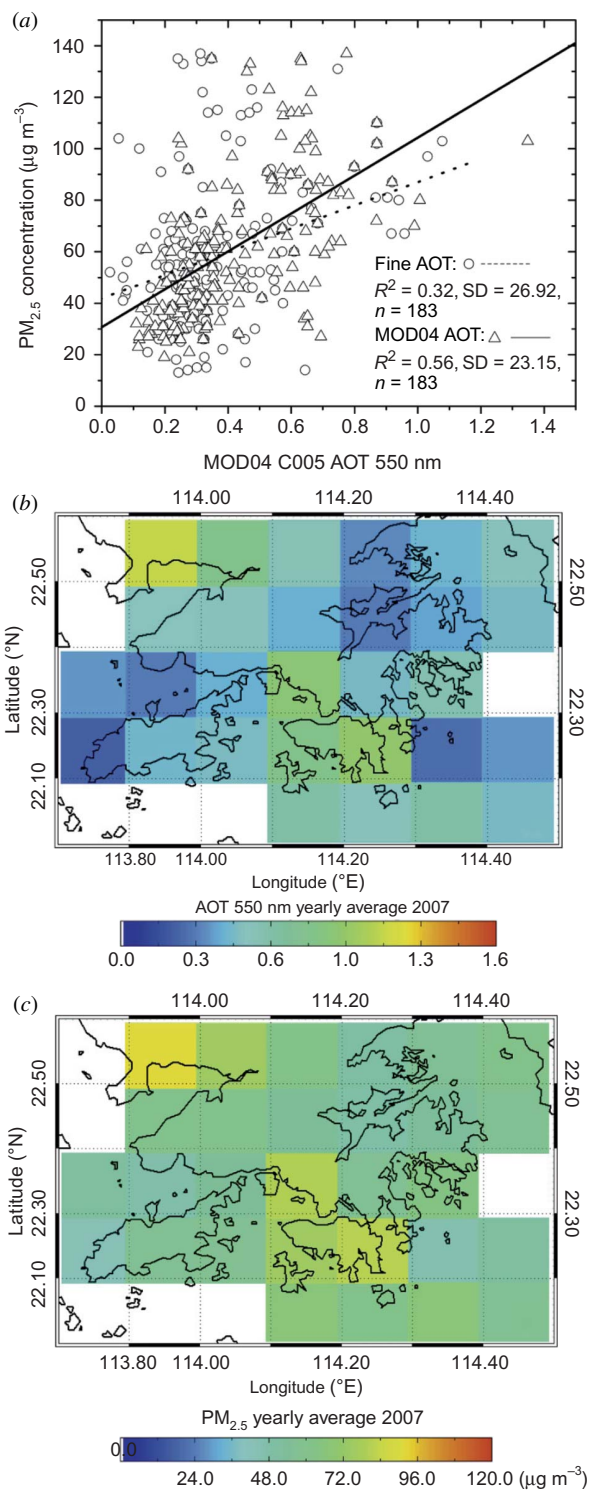 (a)
140
120
100
80
60
40
20
0
PM2.5 concentration (μg m−3)
Fine AOT:
R2 = 0.32, SD = 26.92,
n = 183
MOD04 AOT:
R2 = 0.56, SD = 23.15,
n = 183
0.0 0.2 0.4 0.6 0.8 1.0 1.2 1.4
MOD04 C005 AOT 550 nm
(b)
114.00 114.20 114.40
22.50
22.30
22.10
Latitude (°N)
22.50
22.30
22.10
113.80 114.00 114.20 114.40
Longitude (°E)
AOT 550 nm yearly average 2007
0.0 0.3 0.6 1.0 1.3 1.6
(c)
114.00 114.20 114.40
22.50
22.30
22.10
Latitude (°N)
22.50
22.30
22.10
113.80 114.00 114.20 114.40
Longitude (°E)
PM2.5 yearly average 2007
0.0
24.0 48.0 72.0 96.0 120.0 (μg m−3)